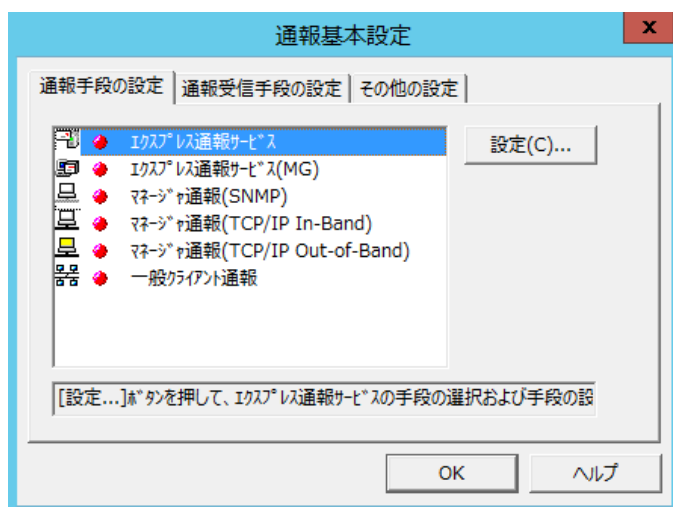 通報基本設定
x
通報手段の設定
通報受信手段の設定
その他の設定
ｴｸｽﾌﾟﾚｽ通報ｻｰﾋﾞｽ
設定(C)...
ｴｸｽﾌﾟﾚｽ通報ｻｰﾋﾞｽ(MG)
ﾏﾈｰｼﾞｬ通報(SNMP)
ﾏﾈｰｼﾞｬ通報(TCP/IP In-Band)
ﾏﾈｰｼﾞｬ通報(TCP/IP Out-of-Band)
一般ｸﾗｲｱﾝﾄ通報
[設定...]ﾎﾞﾀﾝを押して、ｴｸｽﾌﾟﾚｽ通報ｻｰﾋﾞｽの手段の選択および手段の設
OK
ヘルプ